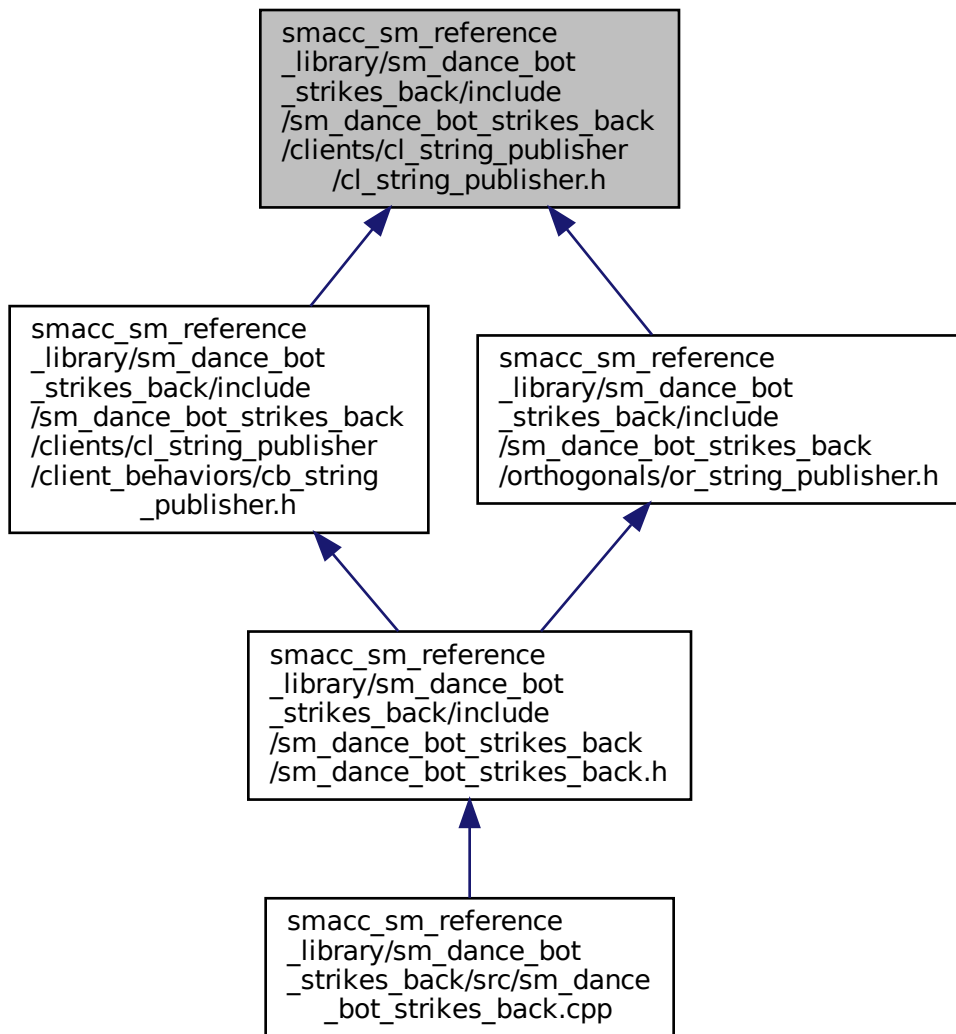 smacc_sm_reference
_library/sm_dance_bot
_strikes_back/include
/sm_dance_bot_strikes_back
/clients/cl_string_publisher
/cl_string_publisher.h
smacc_sm_reference
_library/sm_dance_bot
_strikes_back/include
/sm_dance_bot_strikes_back
/clients/cl_string_publisher
/client_behaviors/cb_string
_publisher.h
smacc_sm_reference
_library/sm_dance_bot
_strikes_back/include
/sm_dance_bot_strikes_back
/orthogonals/or_string_publisher.h
smacc_sm_reference
_library/sm_dance_bot
_strikes_back/include
/sm_dance_bot_strikes_back
/sm_dance_bot_strikes_back.h
smacc_sm_reference
_library/sm_dance_bot
_strikes_back/src/sm_dance
_bot_strikes_back.cpp